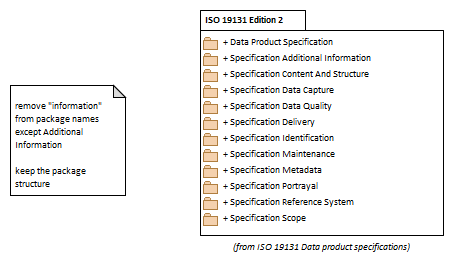 ISO 19131 Edition 2
+ Data Product Specification
+ Specification Additional Information
+ Specification Content And Structure
+ Specification Data Capture
+ Specification Data Quality
+ Specification Delivery
+ Specification Identification
+ Specification Maintenance
+ Specification Metadata
+ Specification Portrayal
+ Specification Reference System
+ Specification Scope
(from ISO 19131 Data product specifications)
remove "information"
from package names
except Additional
Information
keep the package
structure